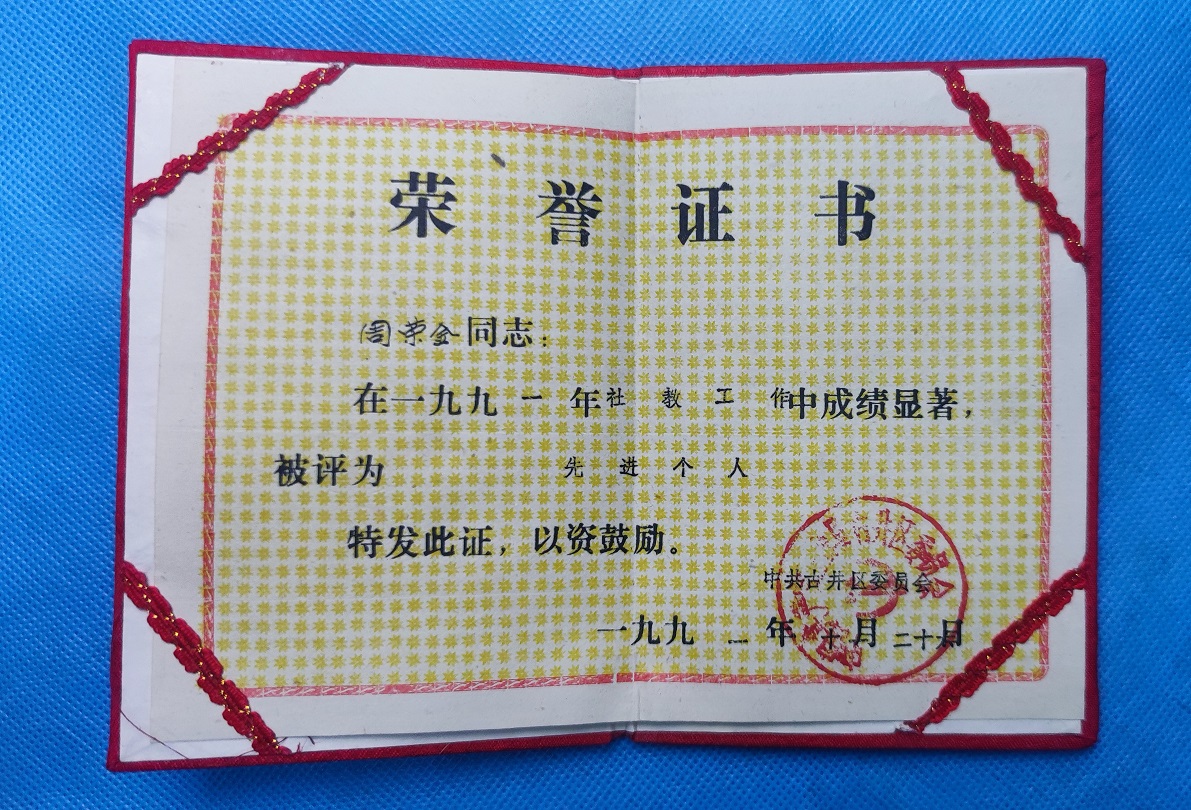 荣誉证书
周荣金同志：
在一九九一年社教工作中成绩显著，
被评为 先进个人
特发此证，以资鼓励。
中共古井区委员会
一九九一年十月二十日